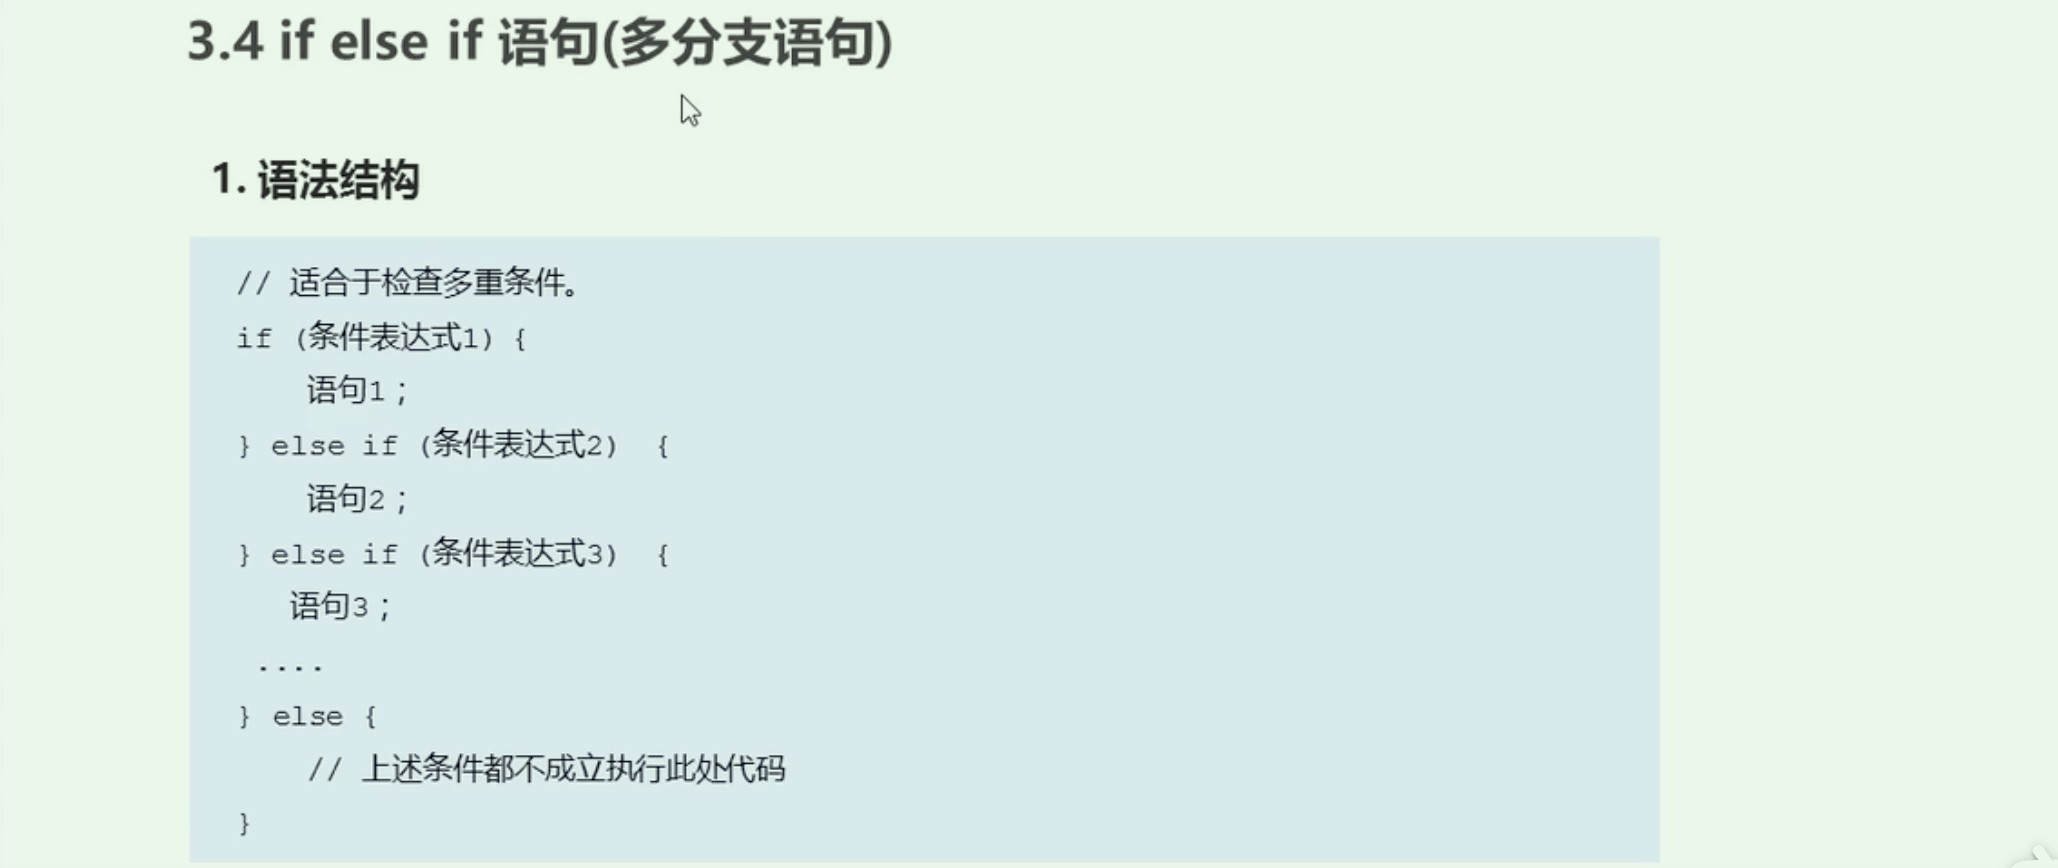 3.4 if else if 语句(多分支语句)
1. 语法结构
// 适合于检查多重条件。
if (条件表达式1) {
语句1;
} else if (条件表达式2) {
语句2;
} else if (条件表达式3) {
语句3;
....
} else {
// 上述条件都不成立执行此处代码
}